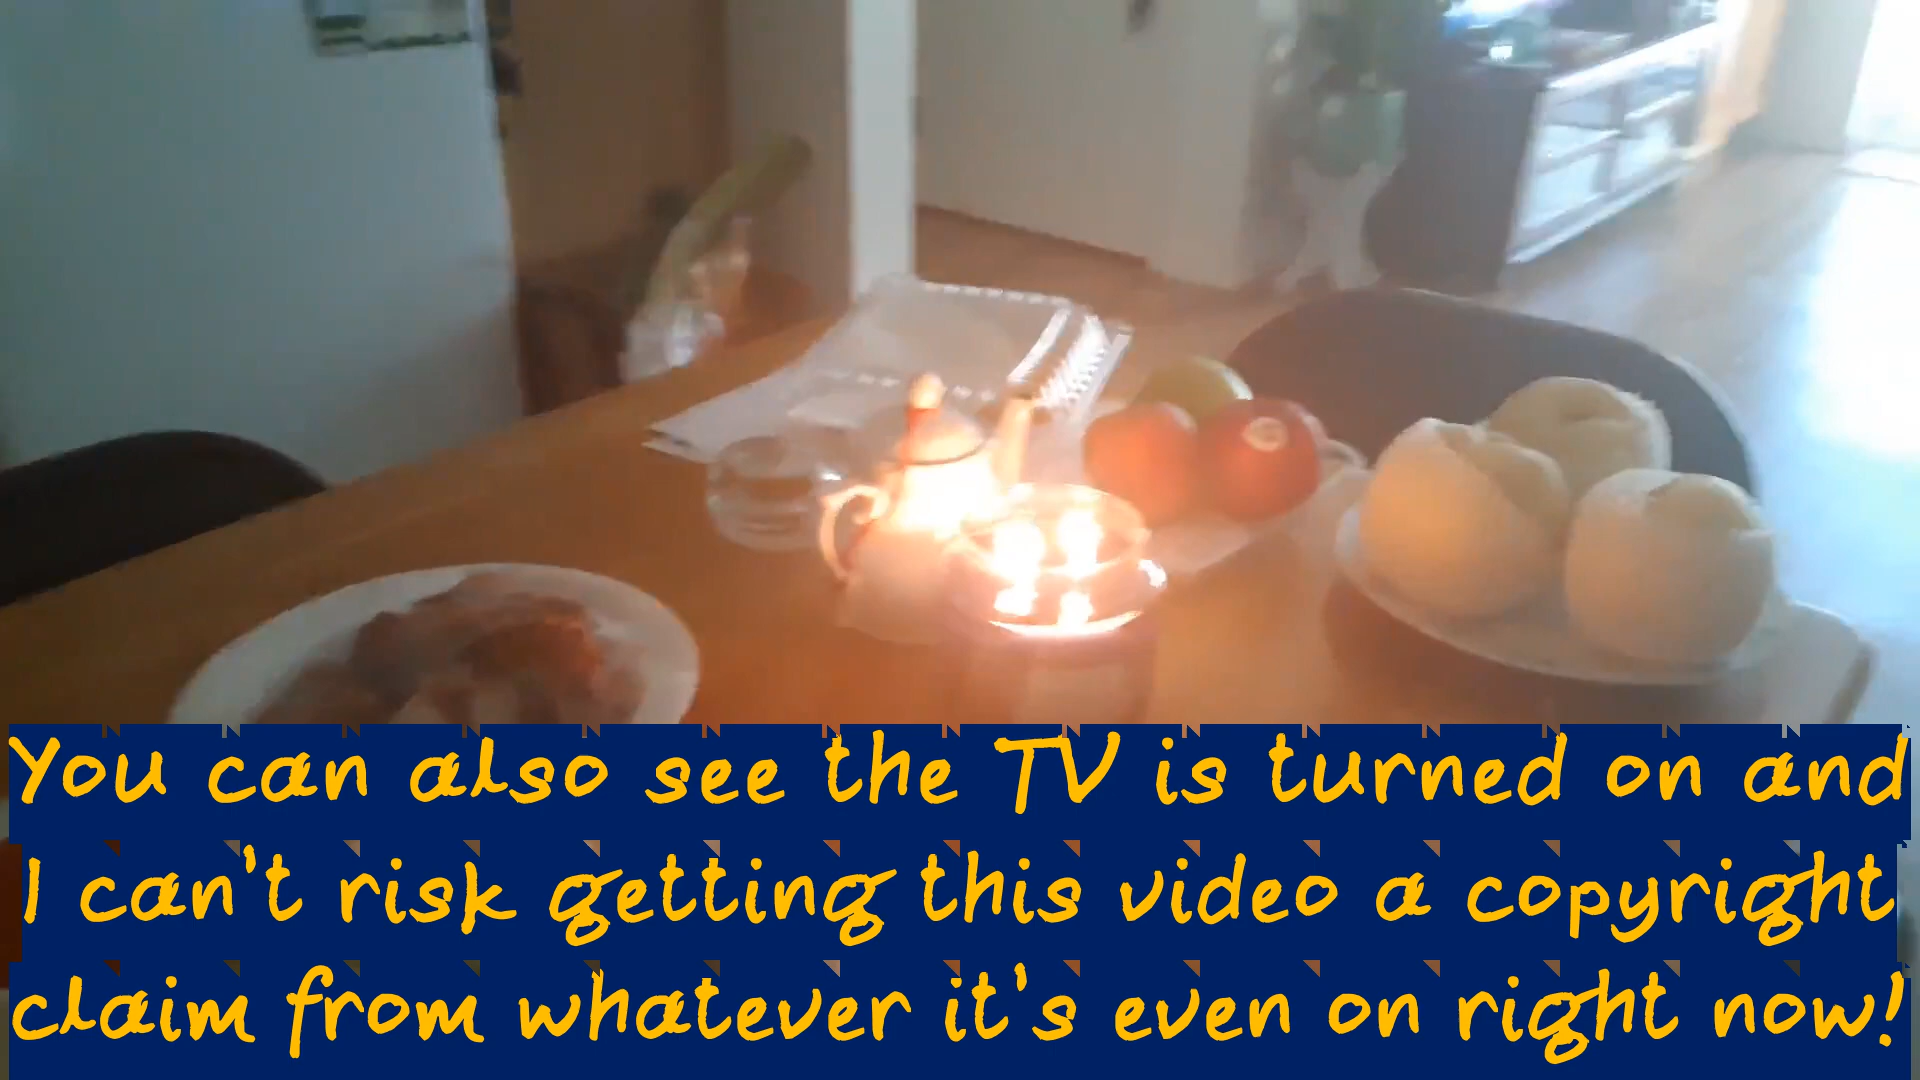 You can also see the TV is turned on and
I can't risk getting this video a copyright
claim from whatever it's even on right now!